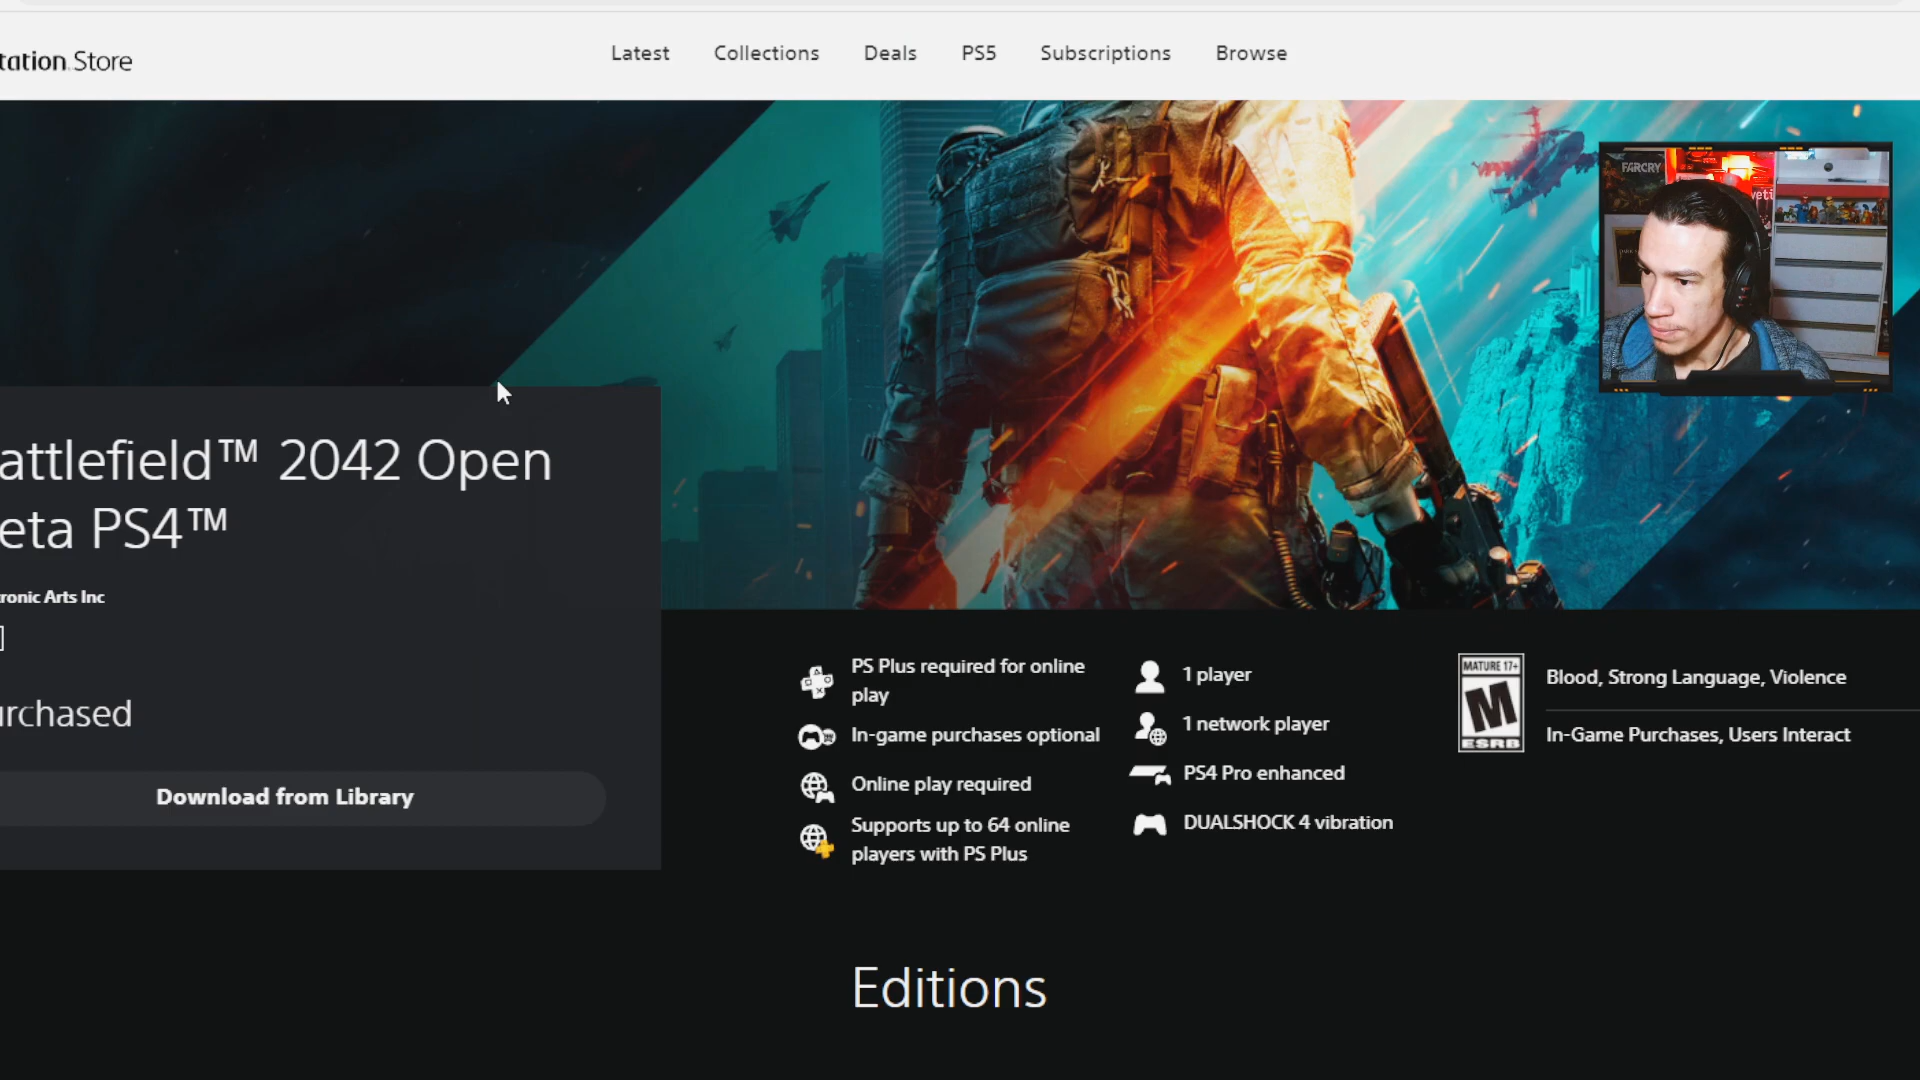 tation Store
Latest Collections Deals PS5 Subscriptions Browse
FARCRY
attlefield™ 2042 Open
eta PS4™
ronic Arts Inc
urchased
Download from Library
PS Plus required for online
play
In-game purchases optional
Online play required
Supports up to 64 online
players with PS Plus
1 player
1 network player
PS4 Pro enhanced
DUALSHOCK 4 vibration
MATURE 17+
M
ESRB
Blood, Strong Language, Violence
In-Game Purchases, Users Interact
Editions